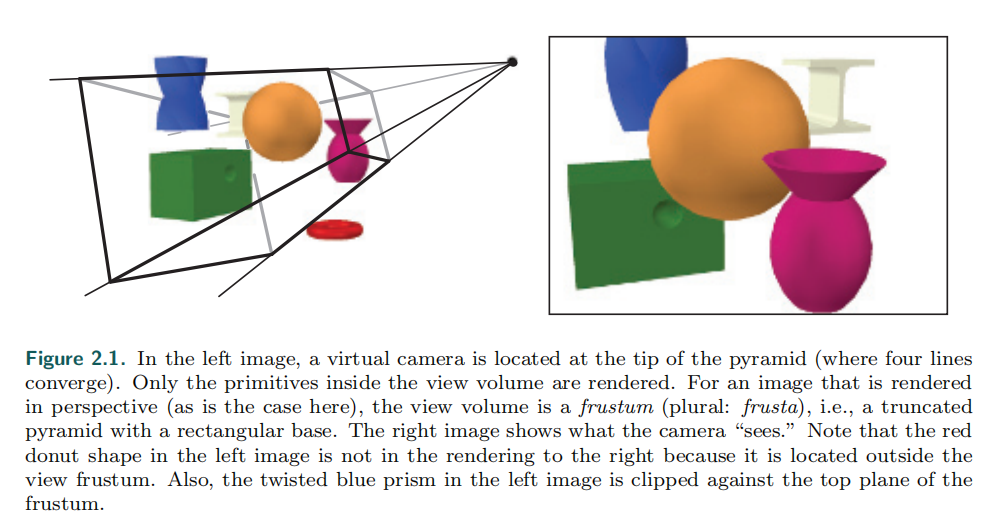 Figure 2.1. In the left image, a virtual camera is located at the tip of the pyramid (where four lines
converge). Only the primitives inside the view volume are rendered. For an image that is rendered
in perspective (as is the case here), the view volume is a frustum (plural: frusta), i.e., a truncated
pyramid with a rectangular base. The right image shows what the camera “sees.” Note that the red
donut shape in the left image is not in the rendering to the right because it is located outside the
view frustum. Also, the twisted blue prism in the left image is clipped against the top plane of the
frustum.